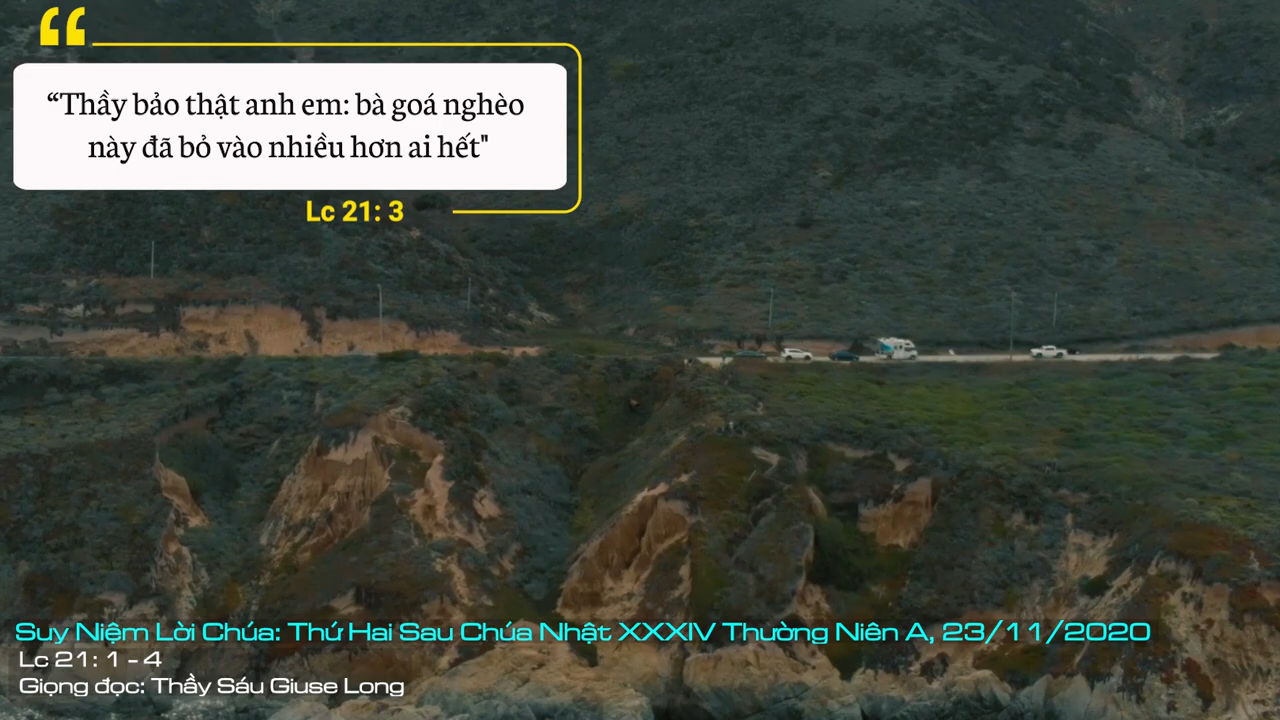 “Thầy bảo thật anh em: bà goá nghèo
này đã bỏ vào nhiều hơn ai hết"
Lc 21: 3
Suy Niệm Lời Chúa: Thứ Hai Sau Chúa Nhật XXXIV Thường Niên A, 23/11/2020
Lc 21: 1 - 4
Giọng đọc: Thầy Sáu Giuse Long